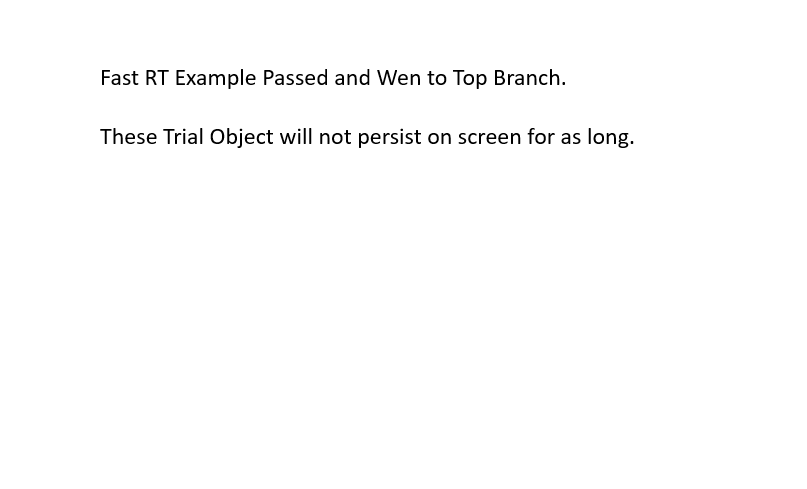 Fast RT Example Passed and Wen to Top Branch.
These Trial Object will not persist on screen for as long.